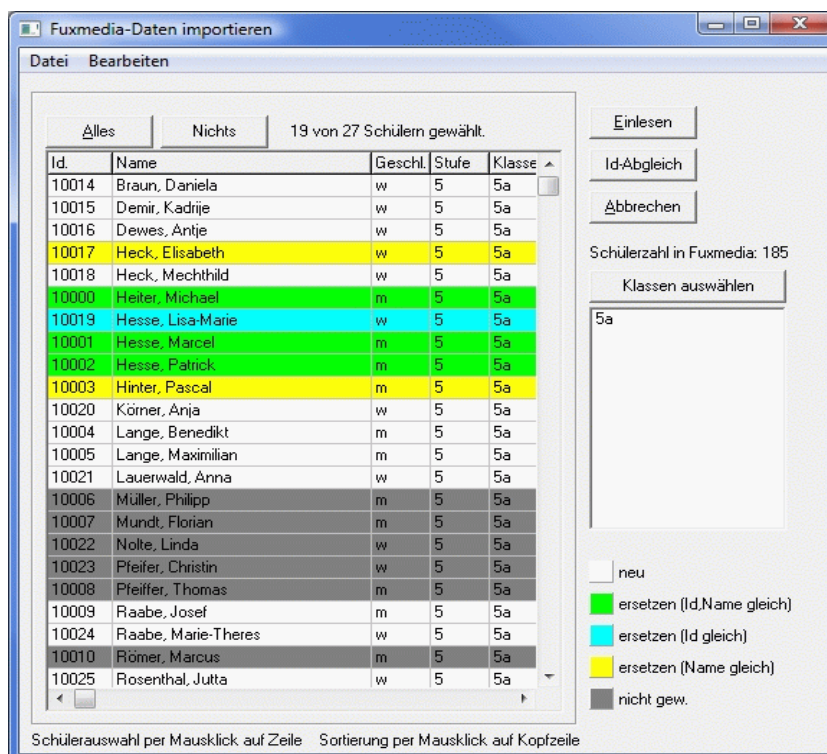 Fuxmedia-Daten importieren
Datei Bearbeiten
Alles Nichts 19 von 27 Schülern gewählt.
Id. Name Geschl. Stufe Klasse
10014 Braun, Daniela w 5 5a
10015 Demir, Kadrije w 5 5a
10016 Dewes, Antje w 5 5a
10017 Heck, Elisabeth w 5 5a
10018 Heck, Mechthild w 5 5a
10000 Heiter, Michael m 5 5a
10019 Hesse, Lisa-Marie w 5 5a
10001 Hesse, Marcel m 5 5a
10002 Hesse, Patrick m 5 5a
10003 Hinter, Pascal m 5 5a
10020 Körner, Anja w 5 5a
10004 Lange, Benedikt m 5 5a
10005 Lange, Maximilian m 5 5a
10021 Lauerwald, Anna w 5 5a
10006 Müller, Philipp m 5 5a
10007 Mundt, Florian m 5 5a
10022 Nolte, Linda w 5 5a
10023 Pfeifer, Christin w 5 5a
10008 Pfeiffer, Thomas m 5 5a
10009 Raabe, Josef m 5 5a
10024 Raabe, Marie-Theres w 5 5a
10010 Römer, Marcus m 5 5a
10025 Rosenthal, Jutta w 5 5a
Einlesen
Id-Abgleich
Abbrechen
Schülerzahl in Fuxmedia: 185
Klassen auswählen
5a
neu
ersetzen (Id,Name gleich)
ersetzen (Id gleich)
ersetzen (Name gleich)
nicht gew.
Schülerauswahl per Mausklick auf Zeile Sortierung per Mausklick auf Kopfzeile